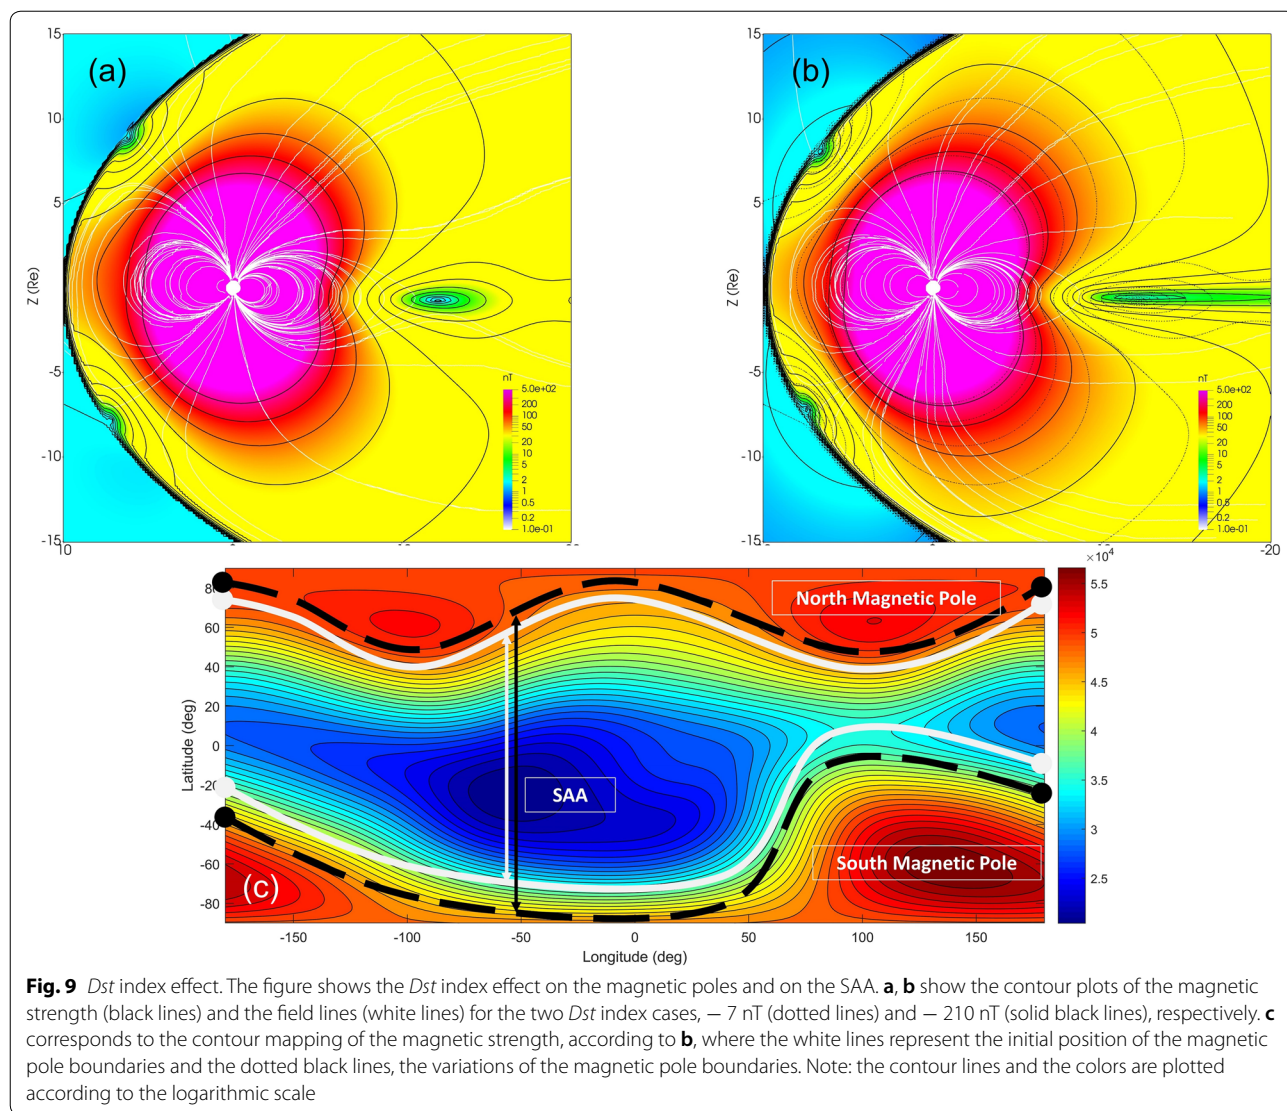 (a)
15
10
5
0
-5
-10
-15
Z (Re)
nT
5.0e+02
200
100
50
20
10
5
2
1
0.5
0.2
1.0e-01
(b)
15
10
5
0
-5
-10
-15
Z (Re)
nT
5.0e+02
200
100
50
20
10
5
2
1
0.5
0.2
1.0e-01
-20
North Magnetic Pole
SAA
South Magnetic Pole
(c)
Latitude (deg)
60
40
20
0
-20
-40
-60
-80
-150
-100
-50
0
50
100
150
Longitude (deg)
×10⁴
5.5
5
4.5
4
3.5
3
2.5
Fig. 9 Dst index effect. The figure shows the Dst index effect on the magnetic poles and on the SAA. a, b show the contour plots of the magnetic
strength (black lines) and the field lines (white lines) for the two Dst index cases, − 7 nT (dotted lines) and − 210 nT (solid black lines), respectively. c
corresponds to the contour mapping of the magnetic strength, according to b, where the white lines represent the initial position of the magnetic
pole boundaries and the dotted black lines, the variations of the magnetic pole boundaries. Note: the contour lines and the colors are plotted
according to the logarithmic scale